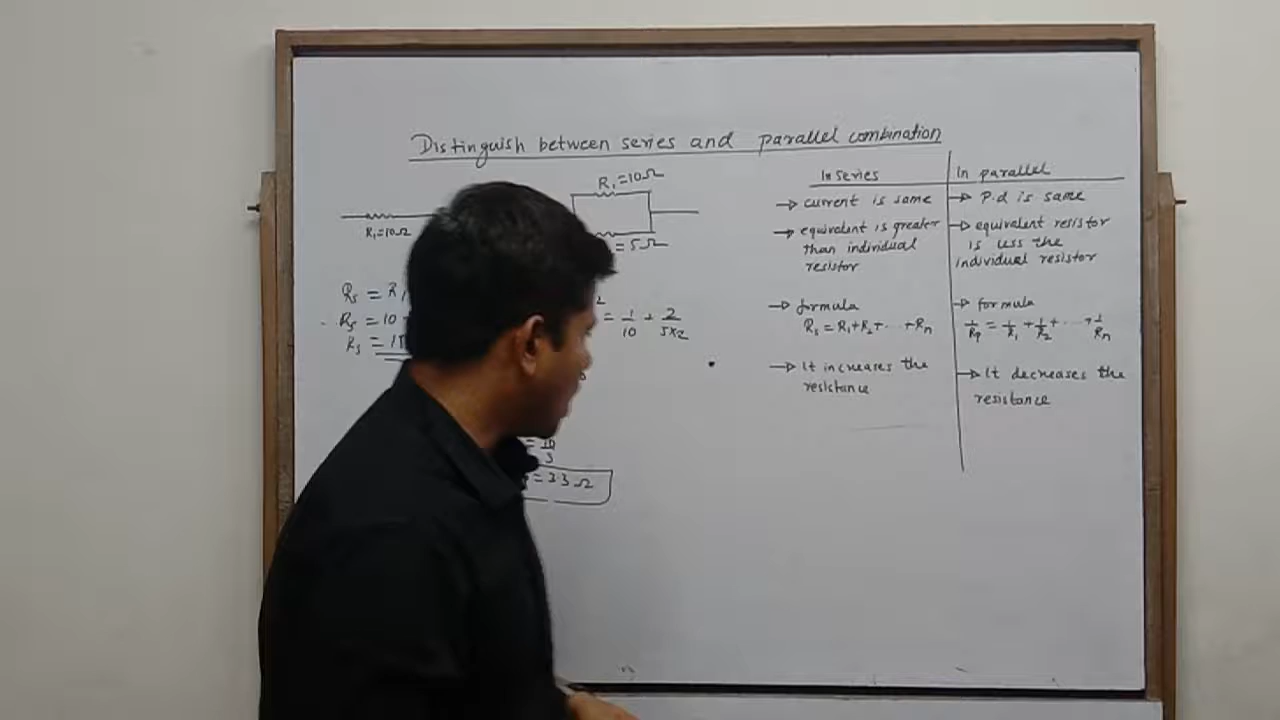 Distinguish between series and parallel combination
R₁=10Ω
R₁=10Ω
= 5Ω
Rs = R
Rs = 10
Rs =
= 1/10 + 2/5x2
= 10/3
= 3.3 Ω
In series
→ current is same
→ equivalent is greater
than individual
resistor
→ formula
Rs = R₁+R₂+ ... +Rn
→ It increases the
resistance
In parallel
→ P.d is same
→ equivalent resistor
is less the
individual resistor
→ formula
1/Rp = 1/R₁ + 1/R₂ + ... + 1/Rn
→ It decreases the
resistance